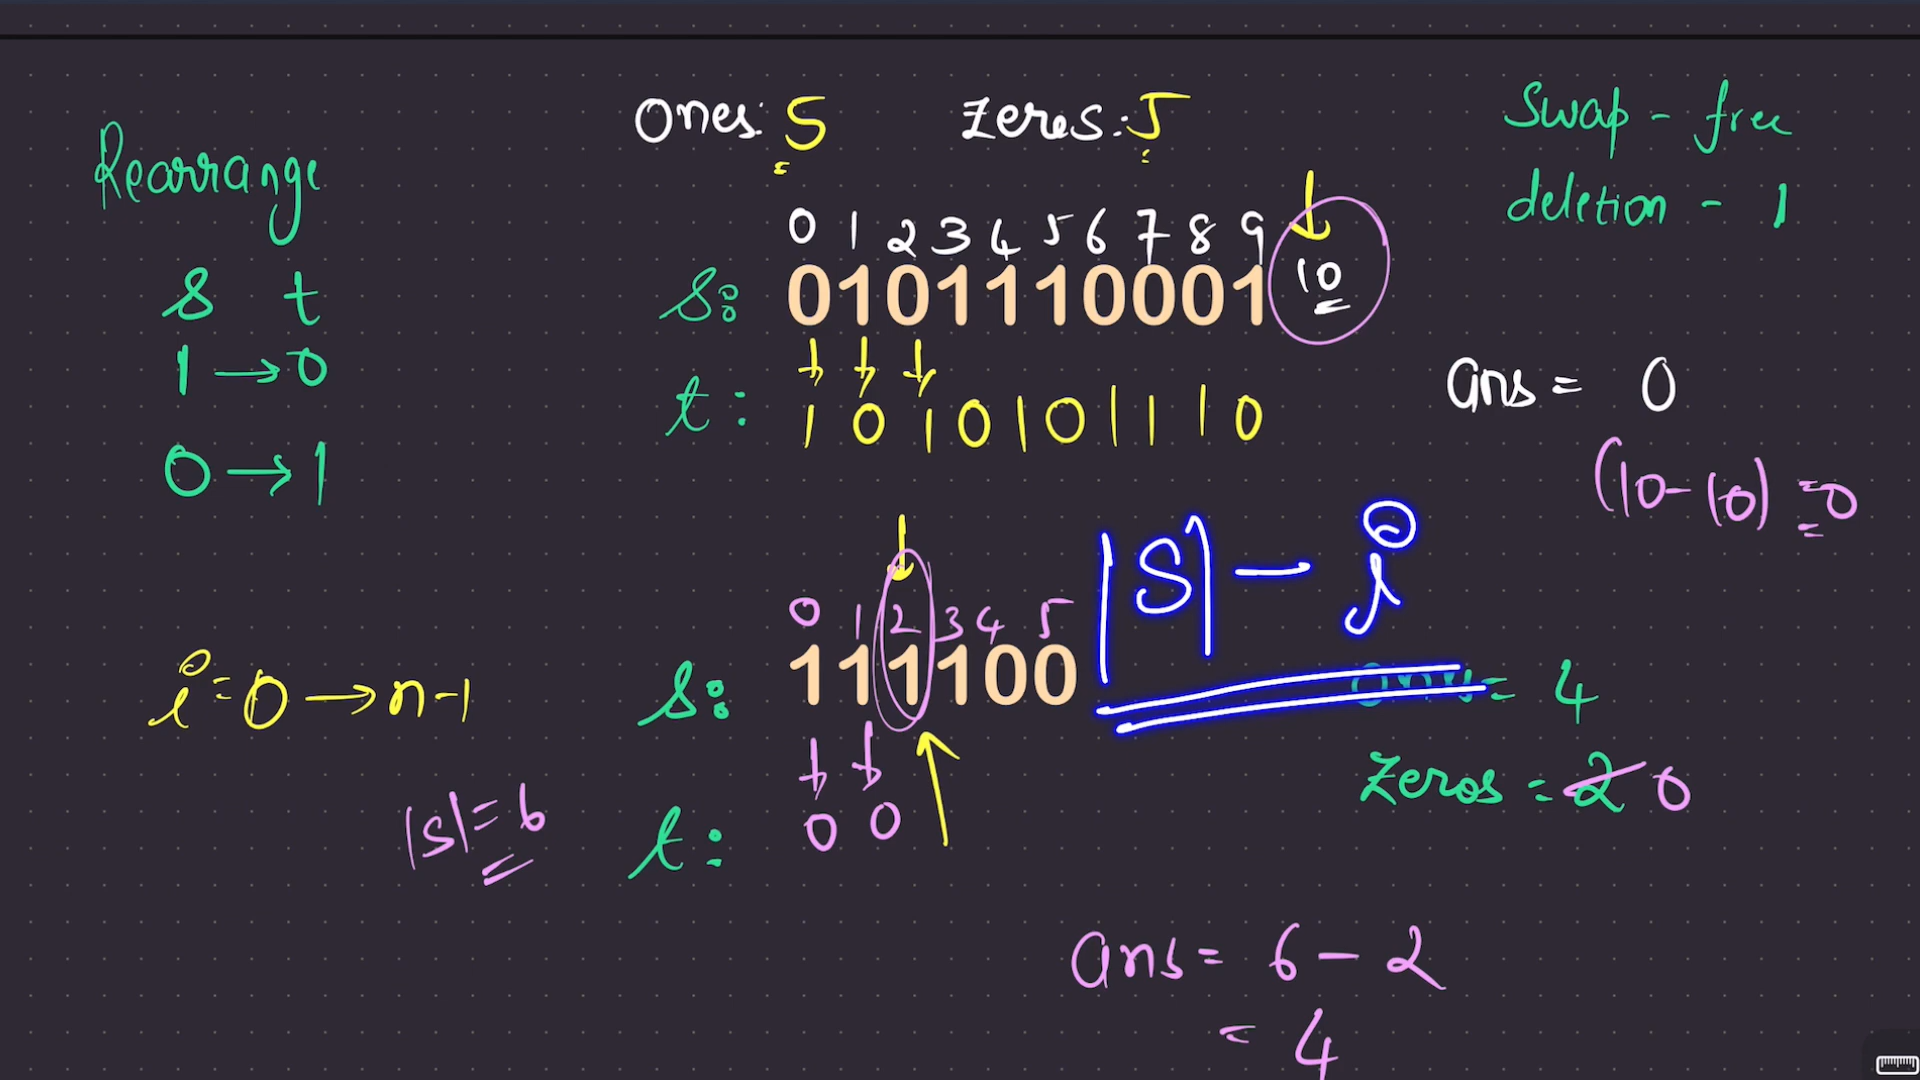 Ones: 5 Zeros: 5
Swap - free
deletion - 1
Rearrange
s t
1 → 0
0 → 1
0 1 2 3 4 5 6 7 8 9
s: 0101110001 10
t: 1 0 1 0 1 0 1 1 1 0
ans = 0
(10-10) = 0
|S| - i
i = 0 → n-1
0 1 2 3 4 5
s: 111100
= 4
Zeros = 2 0
|S| = 6
t: 0 0
ans = 6 - 2
= 4